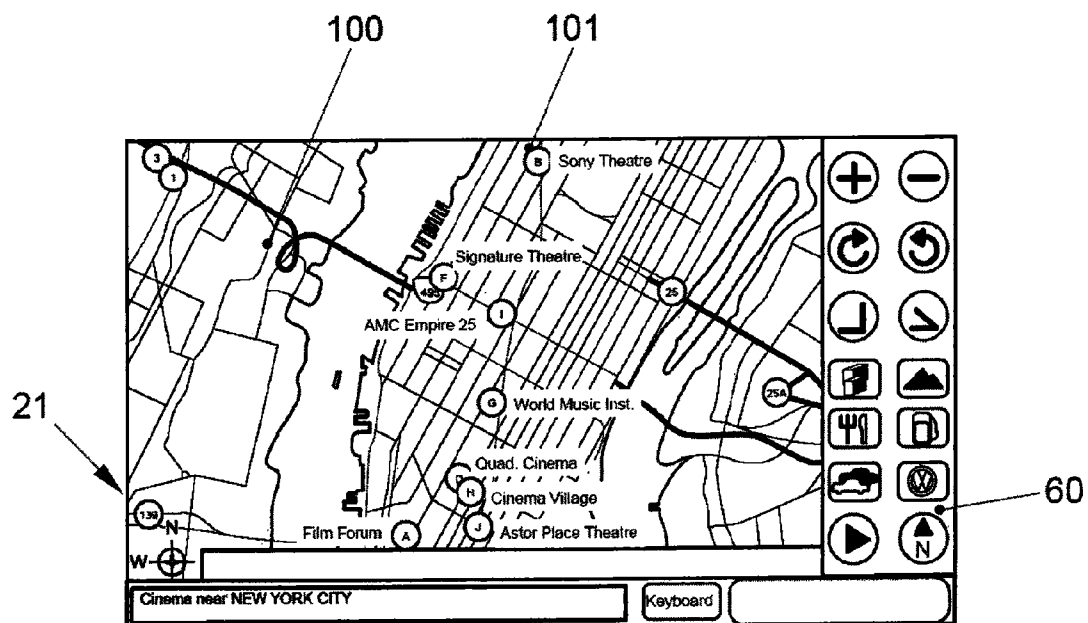 100
101
3
1
B Sony Theatre
Signature Theatre
F
495
25
AMC Empire 25
I
25A
G World Music Inst.
21
Quad. Cinema
D
H
Cinema Village
60
139
N
Film Forum A
J Astor Place Theatre
W
N
Cinema near NEW YORK CITY
Keyboard